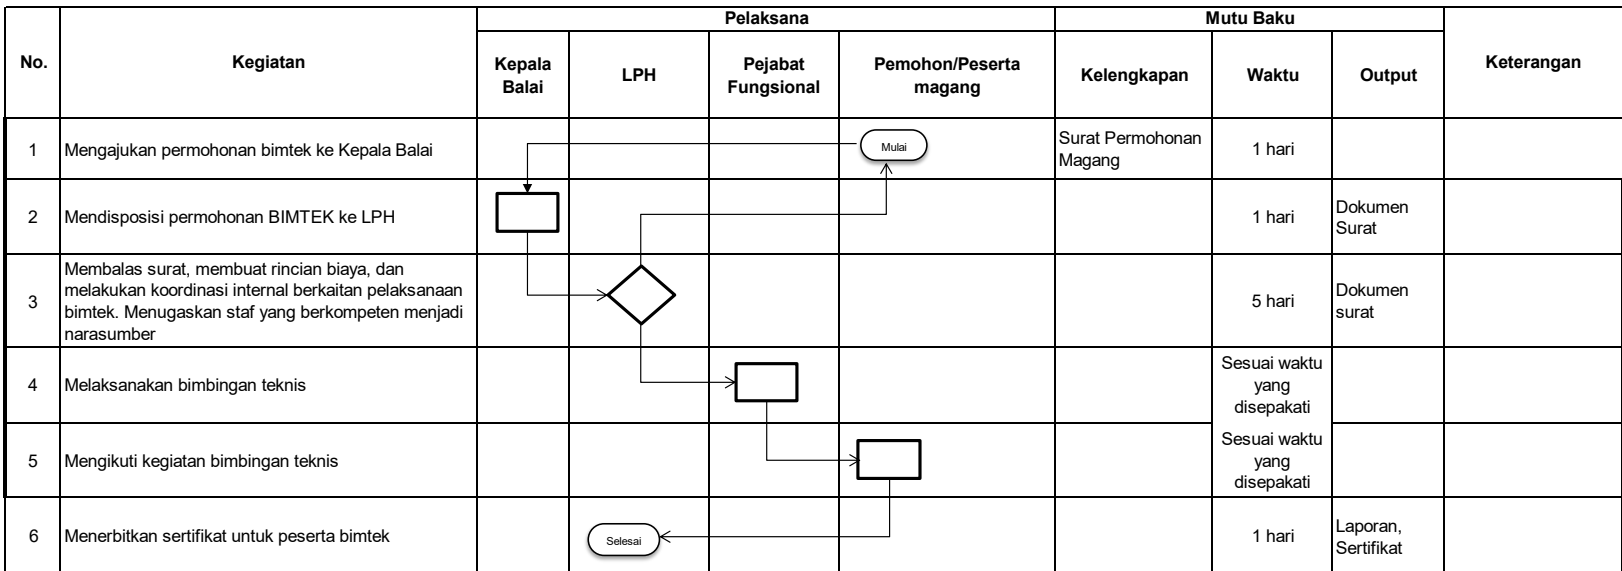 No.
Kegiatan
Pelaksana
Mutu Baku
Keterangan
Kepala
Balai
LPH
Pejabat
Fungsional
Pemohon/Peserta
magang
Kelengkapan
Waktu
Output
1
Mengajukan permohonan bimtek ke Kepala Balai
Mulai
Surat Permohonan
Magang
1 hari
2
Mendisposisi permohonan BIMTEK ke LPH
1 hari
Dokumen
Surat
3
Membalas surat, membuat rincian biaya, dan
melakukan koordinasi internal berkaitan pelaksanaan
bimtek. Menugaskan staf yang berkompeten menjadi
narasumber
5 hari
Dokumen
surat
4
Melaksanakan bimbingan teknis
Sesuai waktu
yang
disepakati
5
Mengikuti kegiatan bimbingan teknis
Sesuai waktu
yang
disepakati
6
Menerbitkan sertifikat untuk peserta bimtek
Selesai
1 hari
Laporan,
Sertifikat